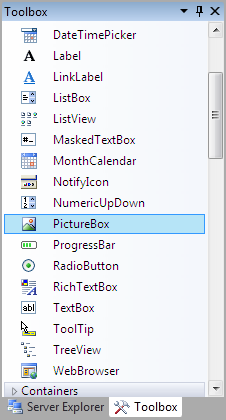 Toolbox
DateTimePicker
A Label
A LinkLabel
ListBox
ListView
MaskedTextBox
MonthCalendar
NotifyIcon
NumericUpDown
PictureBox
ProgressBar
RadioButton
RichTextBox
abl TextBox
ToolTip
TreeView
WebBrowser
Containers
Server Explorer Toolbox